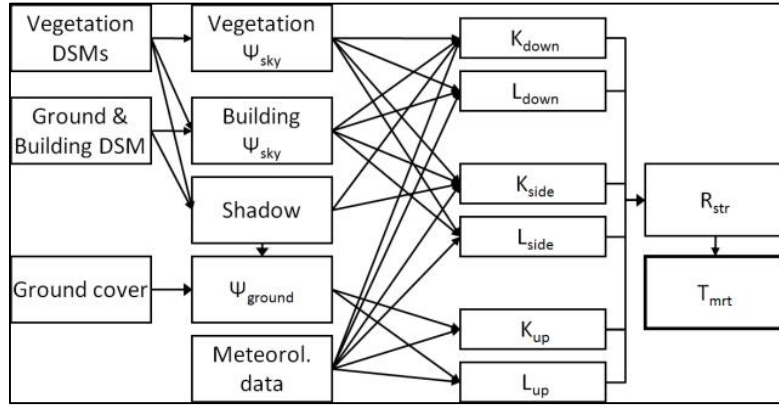 Vegetation
DSMs
Ground &
Building DSM
Ground cover
Vegetation
Ψsky
Building
Ψsky
Shadow
Ψground
Meteorol.
data
Kdown
Ldown
Kside
Lside
Kup
Lup
Rstr
Tmrt